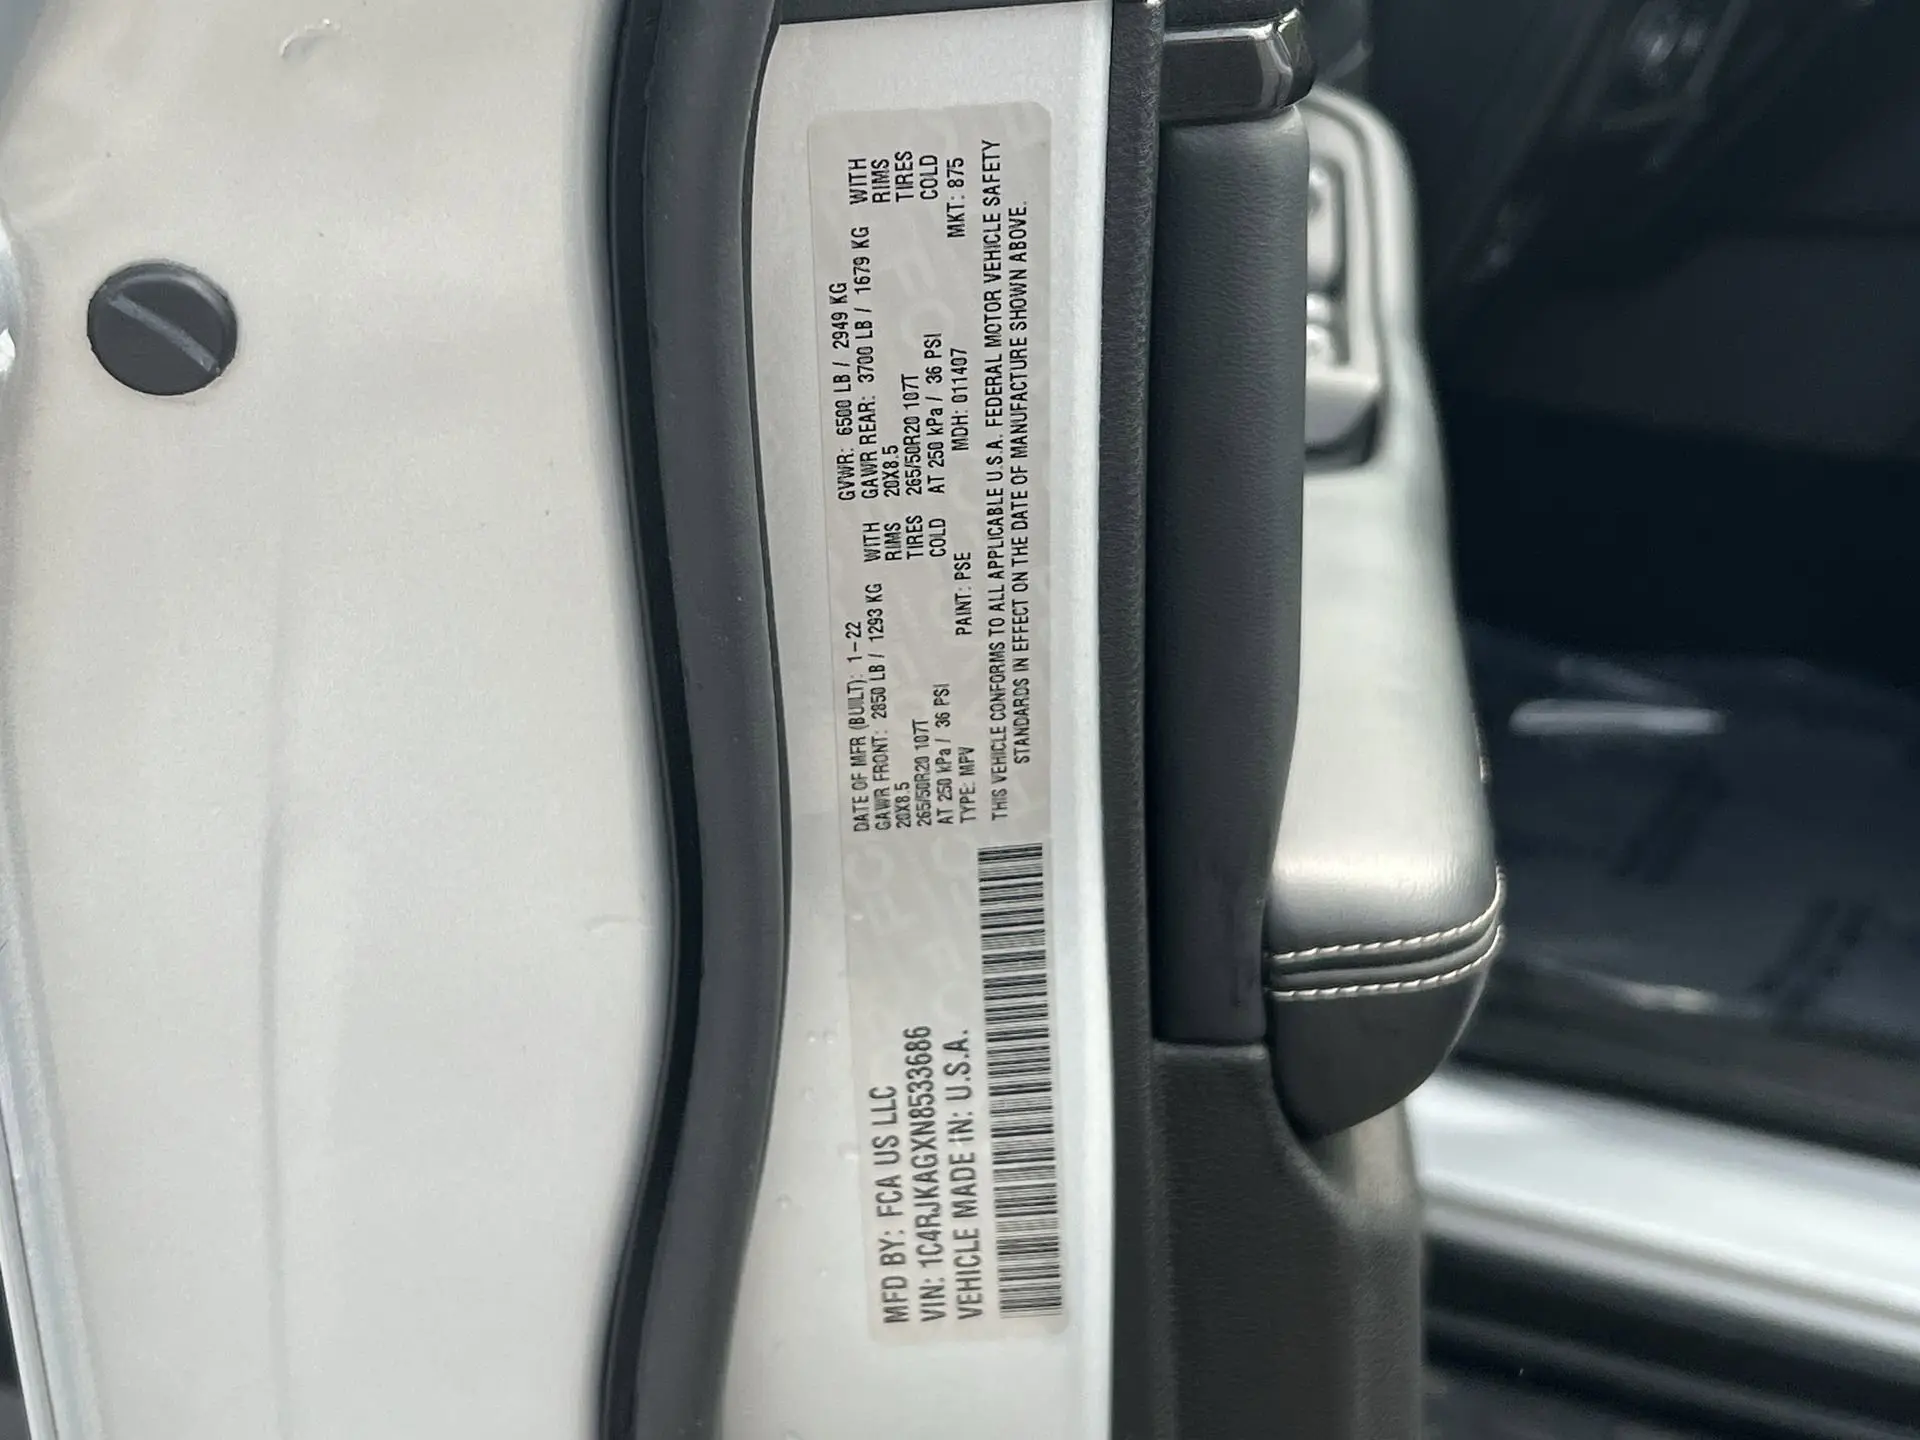 MFD BY: FCA US LLC
VIN: 1C4RJKAGXN8533686
VEHICLE MADE IN: U.S.A.
DATE OF MFR (BUILT): 1-22 GVWR: 6500 LB / 2949 KG
GAWR FRONT: 2850 LB / 1293 KG WITH GAWR REAR: 3700 LB / 1679 KG WITH
20X8.5 RIMS 20X8.5 RIMS
265/50R20 107T TIRES 265/50R20 107T TIRES
AT 250 kPa / 36 PSI COLD AT 250 kPa / 36 PSI COLD
TYPE: MPV PAINT: PSE MDH: 011407 MKT: 875
THIS VEHICLE CONFORMS TO ALL APPLICABLE U.S.A. FEDERAL MOTOR VEHICLE SAFETY
STANDARDS IN EFFECT ON THE DATE OF MANUFACTURE SHOWN ABOVE.